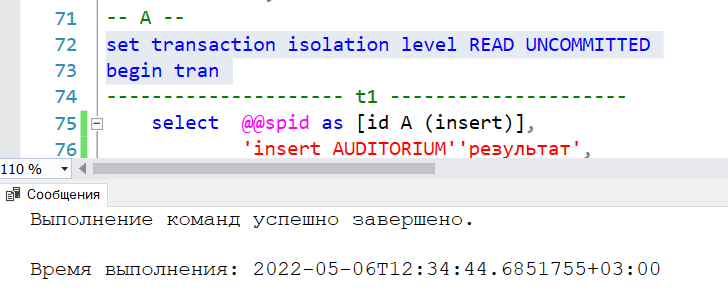 71 -- A --
72 set transaction isolation level READ UNCOMMITTED
73 begin tran
74 --------------------- t1 ---------------------
75 select @@spid as [id A (insert)],
76 'insert AUDITORIUM''результат',
110 %
Сообщения
Выполнение команд успешно завершено.
Время выполнения: 2022-05-06T12:34:44.6851755+03:00